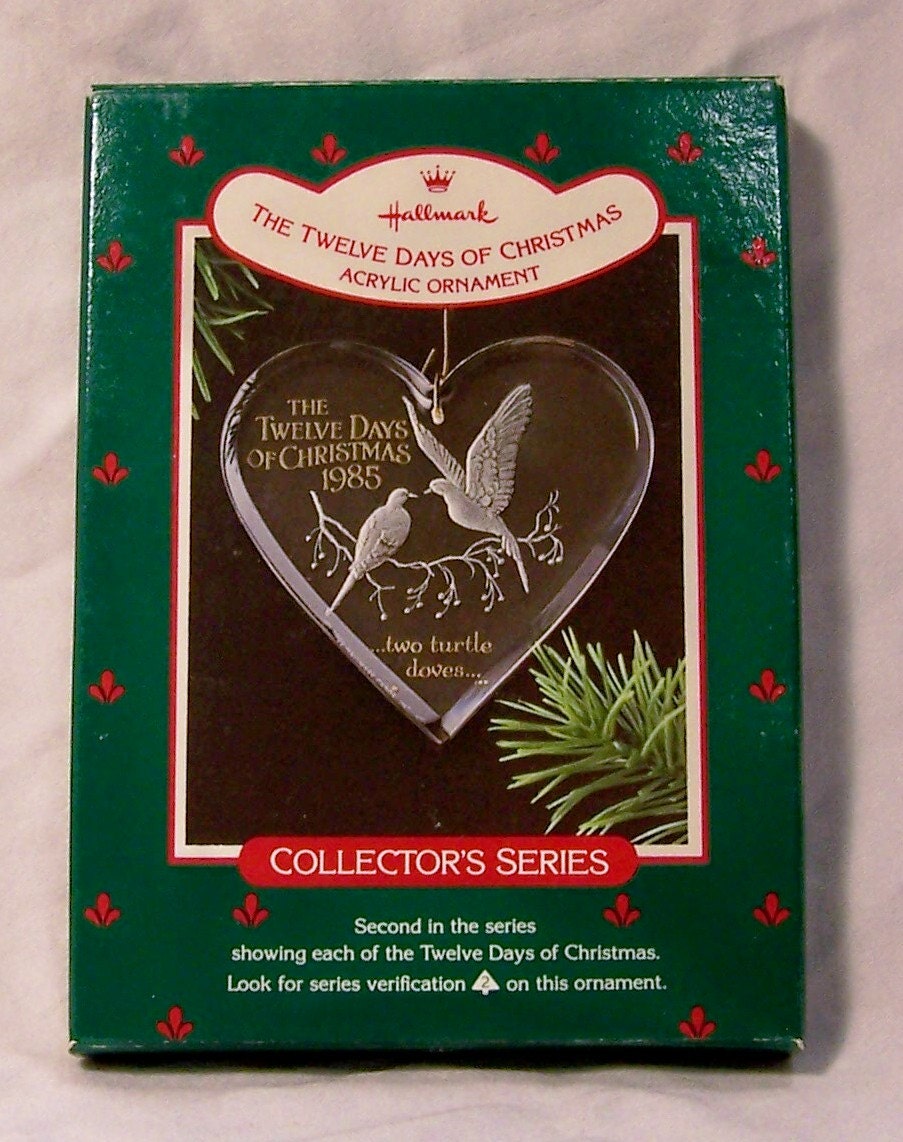 Hallmark
THE TWELVE DAYS OF CHRISTMAS
ACRYLIC ORNAMENT
THE
TWELVE DAYS
OF CHRISTMAS
1985
...two turtle
doves...
COLLECTOR'S SERIES
Second in the series
showing each of the Twelve Days of Christmas.
Look for series verification 2 on this ornament.